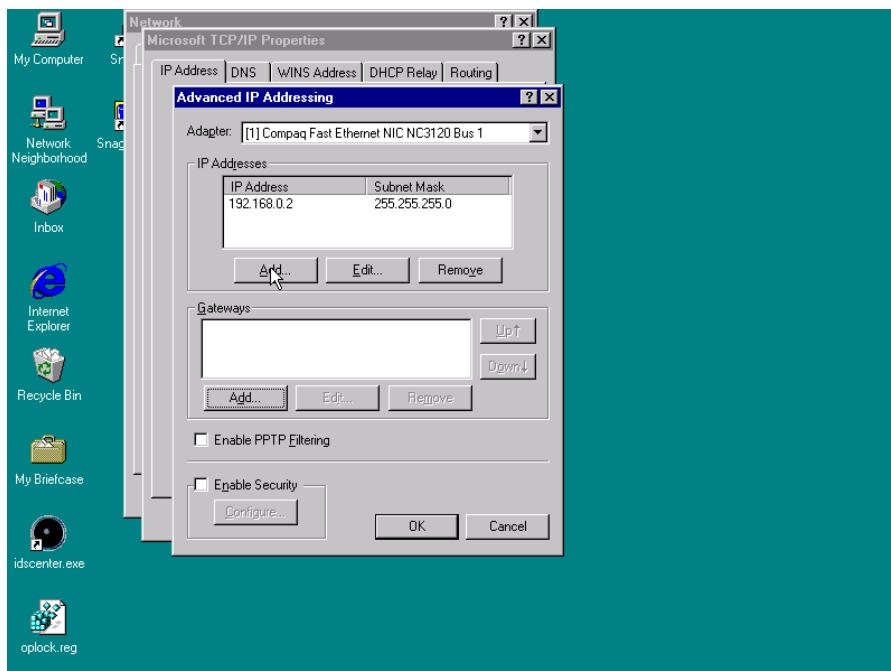 Network
Microsoft TCP/IP Properties
IP Address DNS WINS Address DHCP Relay Routing
Advanced IP Addressing
Adapter: [1] Compaq Fast Ethernet NIC NC3120 Bus 1
IP Addresses
IP Address Subnet Mask
192.168.0.2 255.255.255.0
Add... Edit... Remove
Gateways
Up↑
Down↓
Add... Edit... Remove
Enable PPTP Filtering
Enable Security
Configure...
OK Cancel
My Computer
Sn
Network
Neighborhood
Snag
Inbox
Internet
Explorer
Recycle Bin
My Briefcase
idscenter.exe
oplock.reg